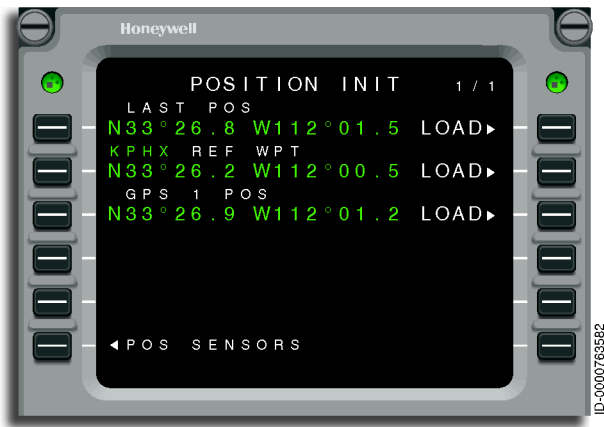 Honeywell
POSITION INIT 1 / 1
LAST POS
N33°26.8 W112°01.5 LOAD▶
KPHX REF WPT
N33°26.2 W112°00.5 LOAD▶
GPS 1 POS
N33°26.9 W112°01.2 LOAD▶
◀POS SENSORS
ID-0000763582